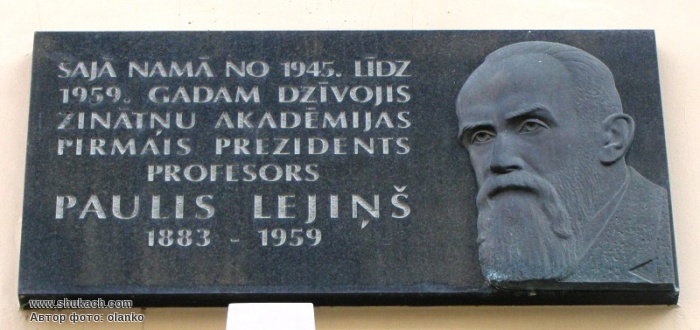 ŠAJĀ NAMĀ NO 1945. LĪDZ
1959. GADAM DZĪVOJIS
ZINĀTŅU AKADĒMIJAS
PIRMAIS PREZIDENTS
PROFESORS
PAULIS LEJIŅŠ
1883 - 1959
www.shukach.com
Автор фото: olanko